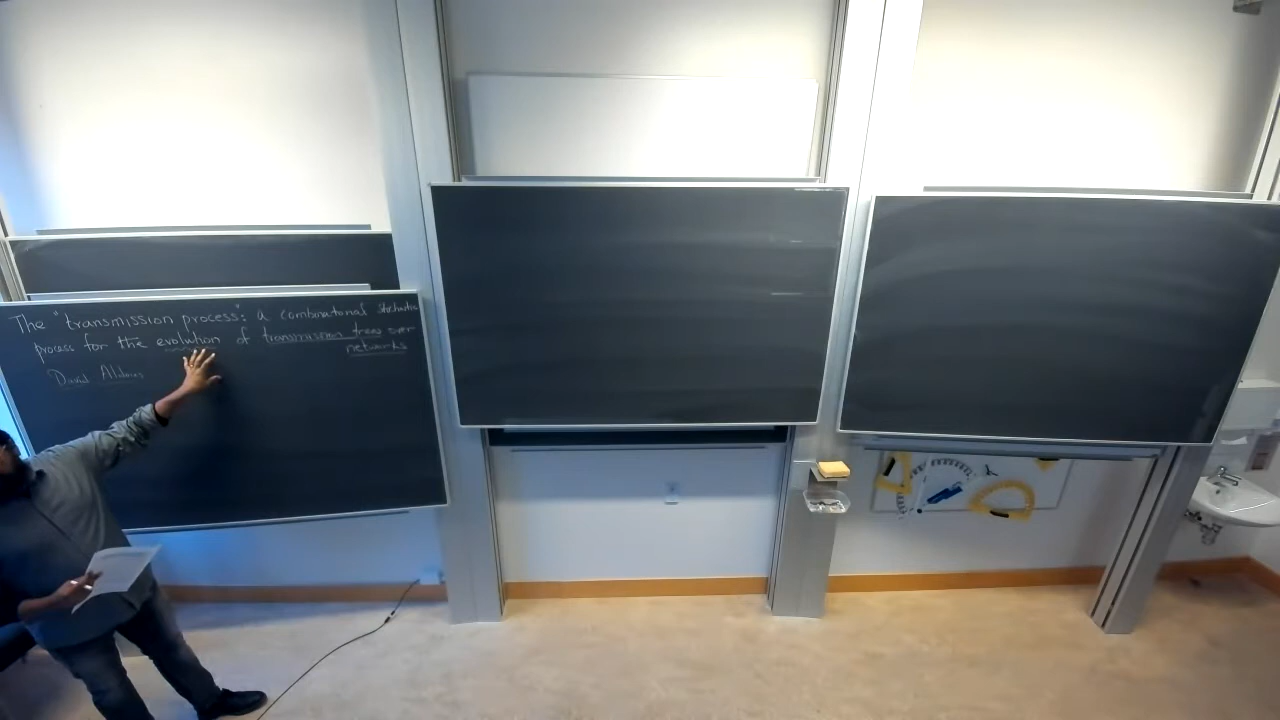 The "transmission process": a combinatorial stochastic
process for the evolution of transmission trees over
networks
David Aldous